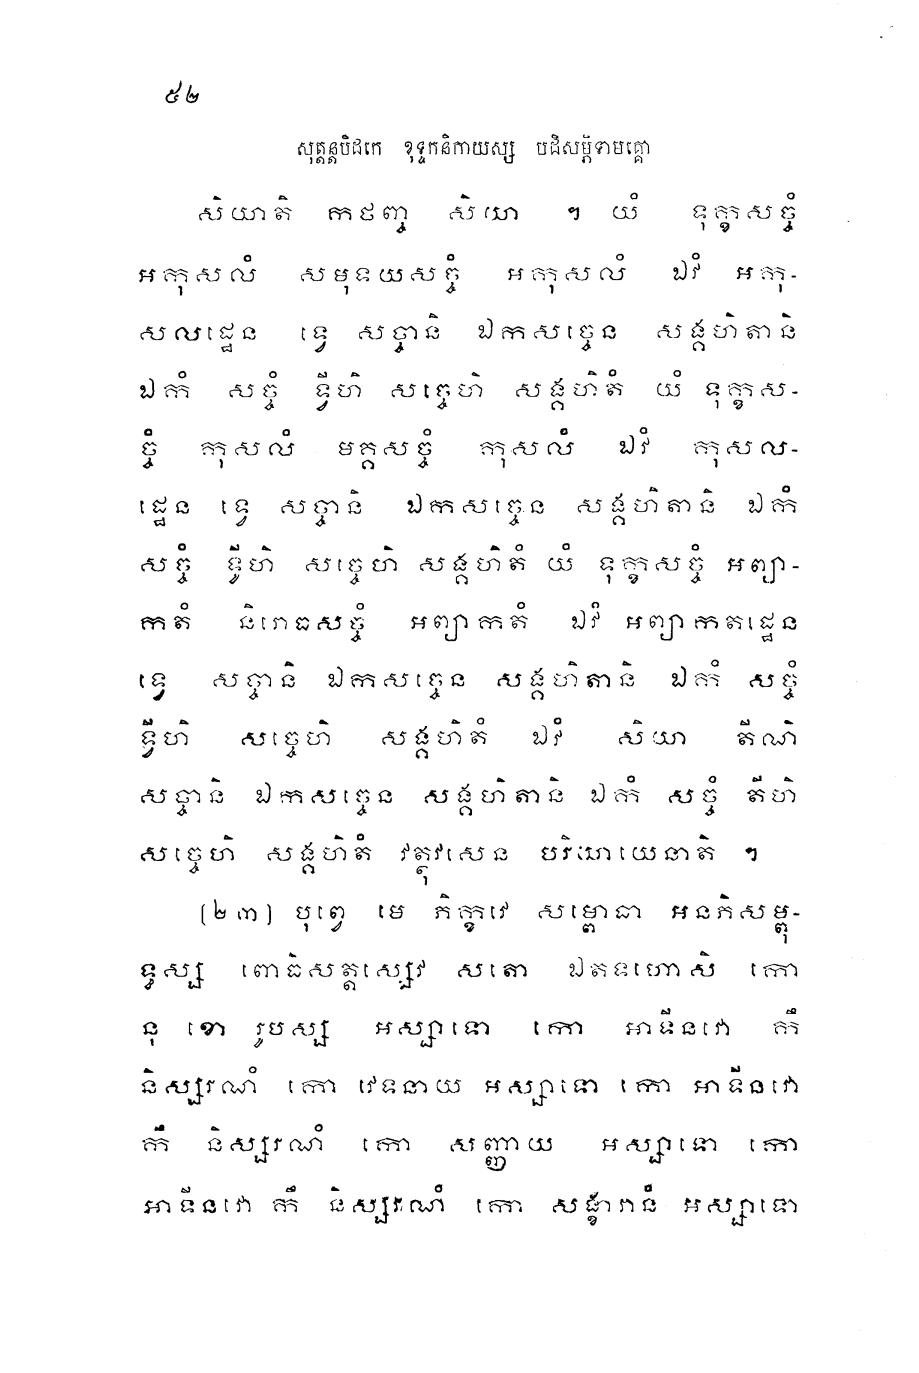 ៥២
សុត្តន្តបិដកេ ខុទ្ទកនិកាយស្ស បដិសម្ភិទាមគ្គោ
សិយាតិ កថញ្ច សិយា ។ យំ ទុក្ខសច្ចំ
អកុសលំ សមុទយសច្ចំ អកុសលំ ឯវំ អកុ-
សលដ្ឋេន ទ្វេ សច្ចានិ ឯកសច្ចេន សង្គហិតានិ
ឯកំ សច្ចំ ទ្វីហិ សច្ចេហិ សង្គហិតំ យំ ទុក្ខស-
ច្ចំ កុសលំ មគ្គសច្ចំ កុសលំ ឯវំ កុសល-
ដ្ឋេន ទ្វេ សច្ចានិ ឯកសច្ចេន សង្គហិតានិ ឯកំ
សច្ចំ ទ្វីហិ សច្ចេហិ សង្គហិតំ យំ ទុក្ខសច្ចំ អព្យា-
កតំ និរោធសច្ចំ អព្យាកតំ ឯវំ អព្យាកតដ្ឋេន
ទ្វេ សច្ចានិ ឯកសច្ចេន សង្គហិតានិ ឯកំ សច្ចំ
ទ្វីហិ សច្ចេហិ សង្គហិតំ ឯវំ សិយា តីណិ
សច្ចានិ ឯកសច្ចេន សង្គហិតានិ ឯកំ សច្ចំ តីហិ
សច្ចេហិ សង្គហិតំ វត្ថុវសេន បរិយាយេនាតិ ។
(២៣) បុព្វេ មេ ភិក្ខវេ សម្ពោធា អនភិសម្ពុ-
ទ្ធស្ស ពោធិសត្តស្សេវ សតោ ឯតទហោសិ កោ
នុ ខោ រូបស្ស អស្សាទោ កោ អាទីនវោ កឹ
និស្សរណំ កោ វេទនាយ អស្សាទោ កោ អាទីនវោ
កឹ និស្សរណំ កោ សញ្ញាយ អស្សាទោ កោ
អាទីនវោ កឹ និស្សរណំ កោ សង្ខារានំ អស្សាទោ